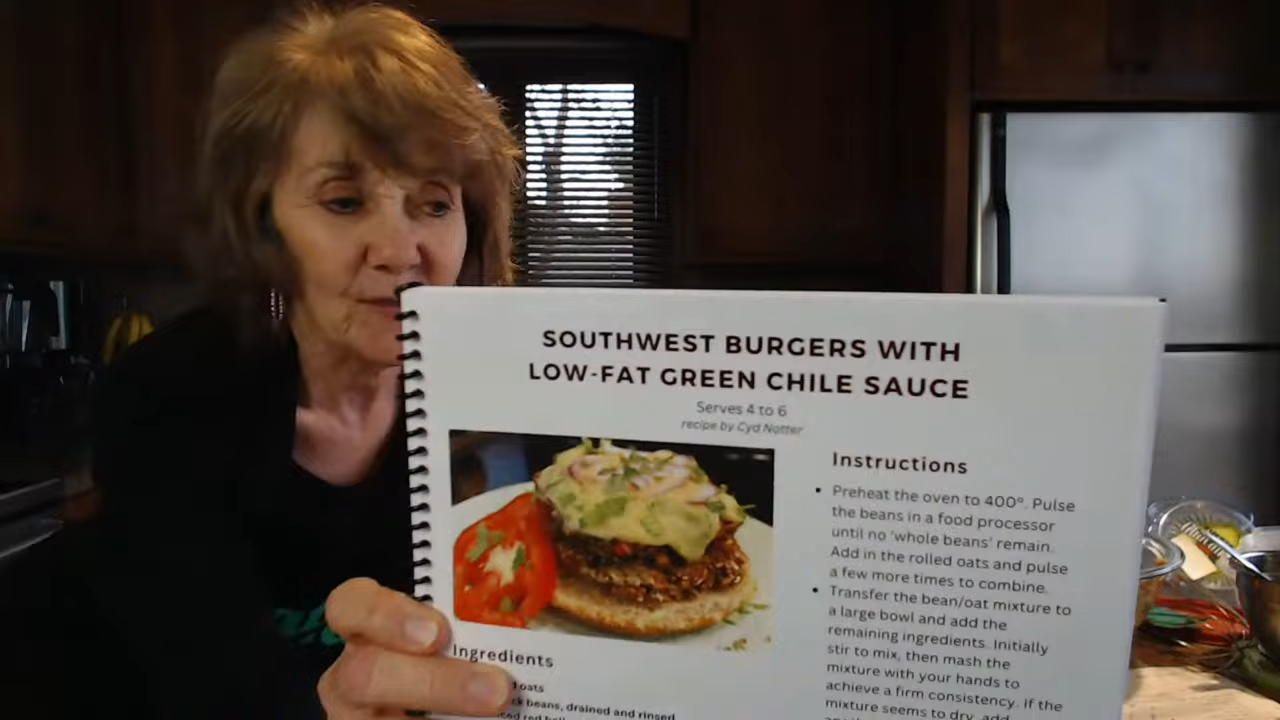 SOUTHWEST BURGERS WITH
LOW-FAT GREEN CHILE SAUCE
Serves 4 to 6
recipe by Cyd Notter
Instructions
• Preheat the oven to 400°. Pulse
the beans in a food processor
until no 'whole beans' remain.
Add in the rolled oats and pulse
a few more times to combine.
• Transfer the bean/oat mixture to
a large bowl and add the
remaining ingredients. Initially
stir to mix, then mash the
mixture with your hands to
achieve a firm consistency. If the
mixture seems to dry, add
Ingredients
oats
beans, drained and rinsed
red